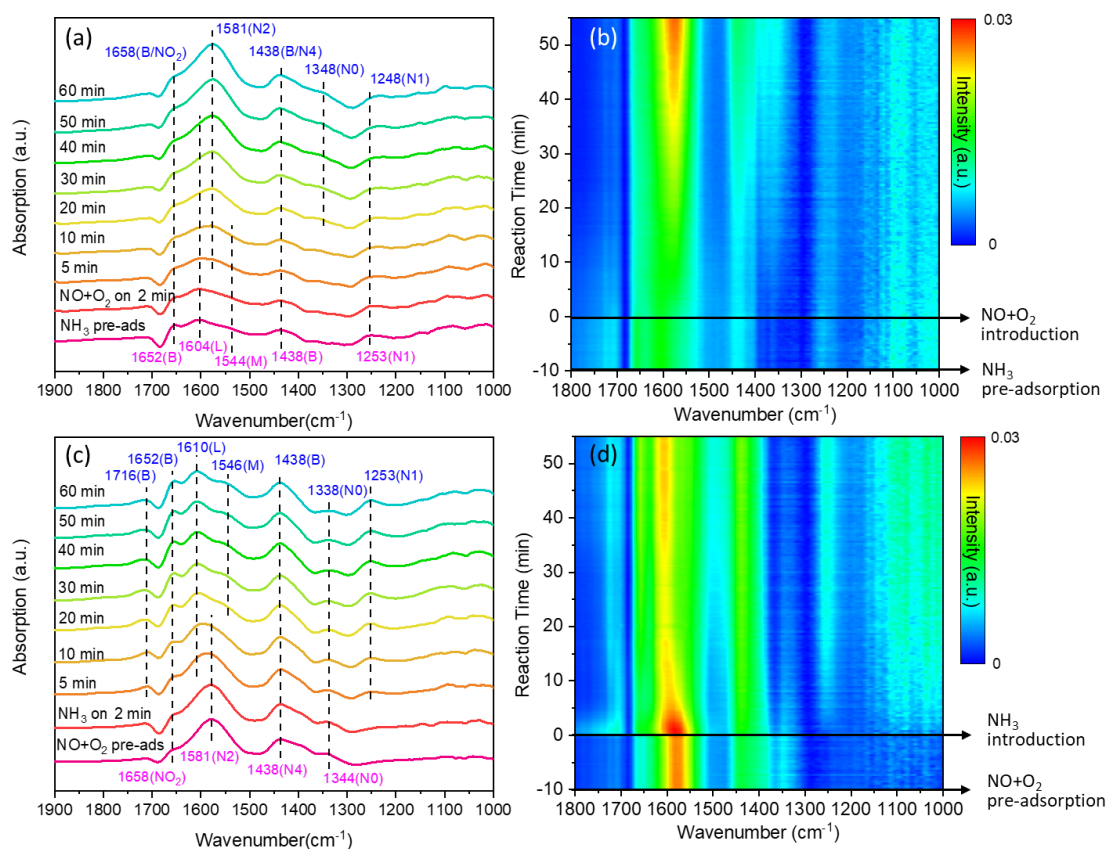 (a)
1581(N2)
1658(B/NO2)
1438(B/N4)
1348(N0)
1248(N1)
60 min
50 min
40 min
30 min
20 min
10 min
5 min
NO+O2 on 2 min
NH3 pre-ads
1652(B)
1604(L)
1544(M)
1438(B)
1253(N1)
Absorption (a.u.)
1900 1800 1700 1600 1500 1400 1300 1200 1100 1000
Wavenumber(cm-1)
(b)
50
40
30
20
10
0
-10
Reaction Time (min)
1800 1700 1600 1500 1400 1300 1200 1100 1000
Wavenumber (cm-1)
0.03
Intensity (a.u.)
0
NO+O2
introduction
NH3
pre-adsorption
(c)
1610(L)
1652(B)
1716(B)
1546(M)
1438(B)
1338(N0)
1253(N1)
60 min
50 min
40 min
30 min
20 min
10 min
5 min
NH3 on 2 min
NO+O2 pre-ads
1658(NO2)
1581(N2)
1438(N4)
1344(N0)
Absorption (a.u.)
1900 1800 1700 1600 1500 1400 1300 1200 1100 1000
Wavenumber(cm-1)
(d)
50
40
30
20
10
0
-10
Reaction Time (min)
1800 1700 1600 1500 1400 1300 1200 1100 1000
Wavenumber (cm-1)
0.03
Intensity (a.u.)
0
NH3
introduction
NO+O2
pre-adsorption